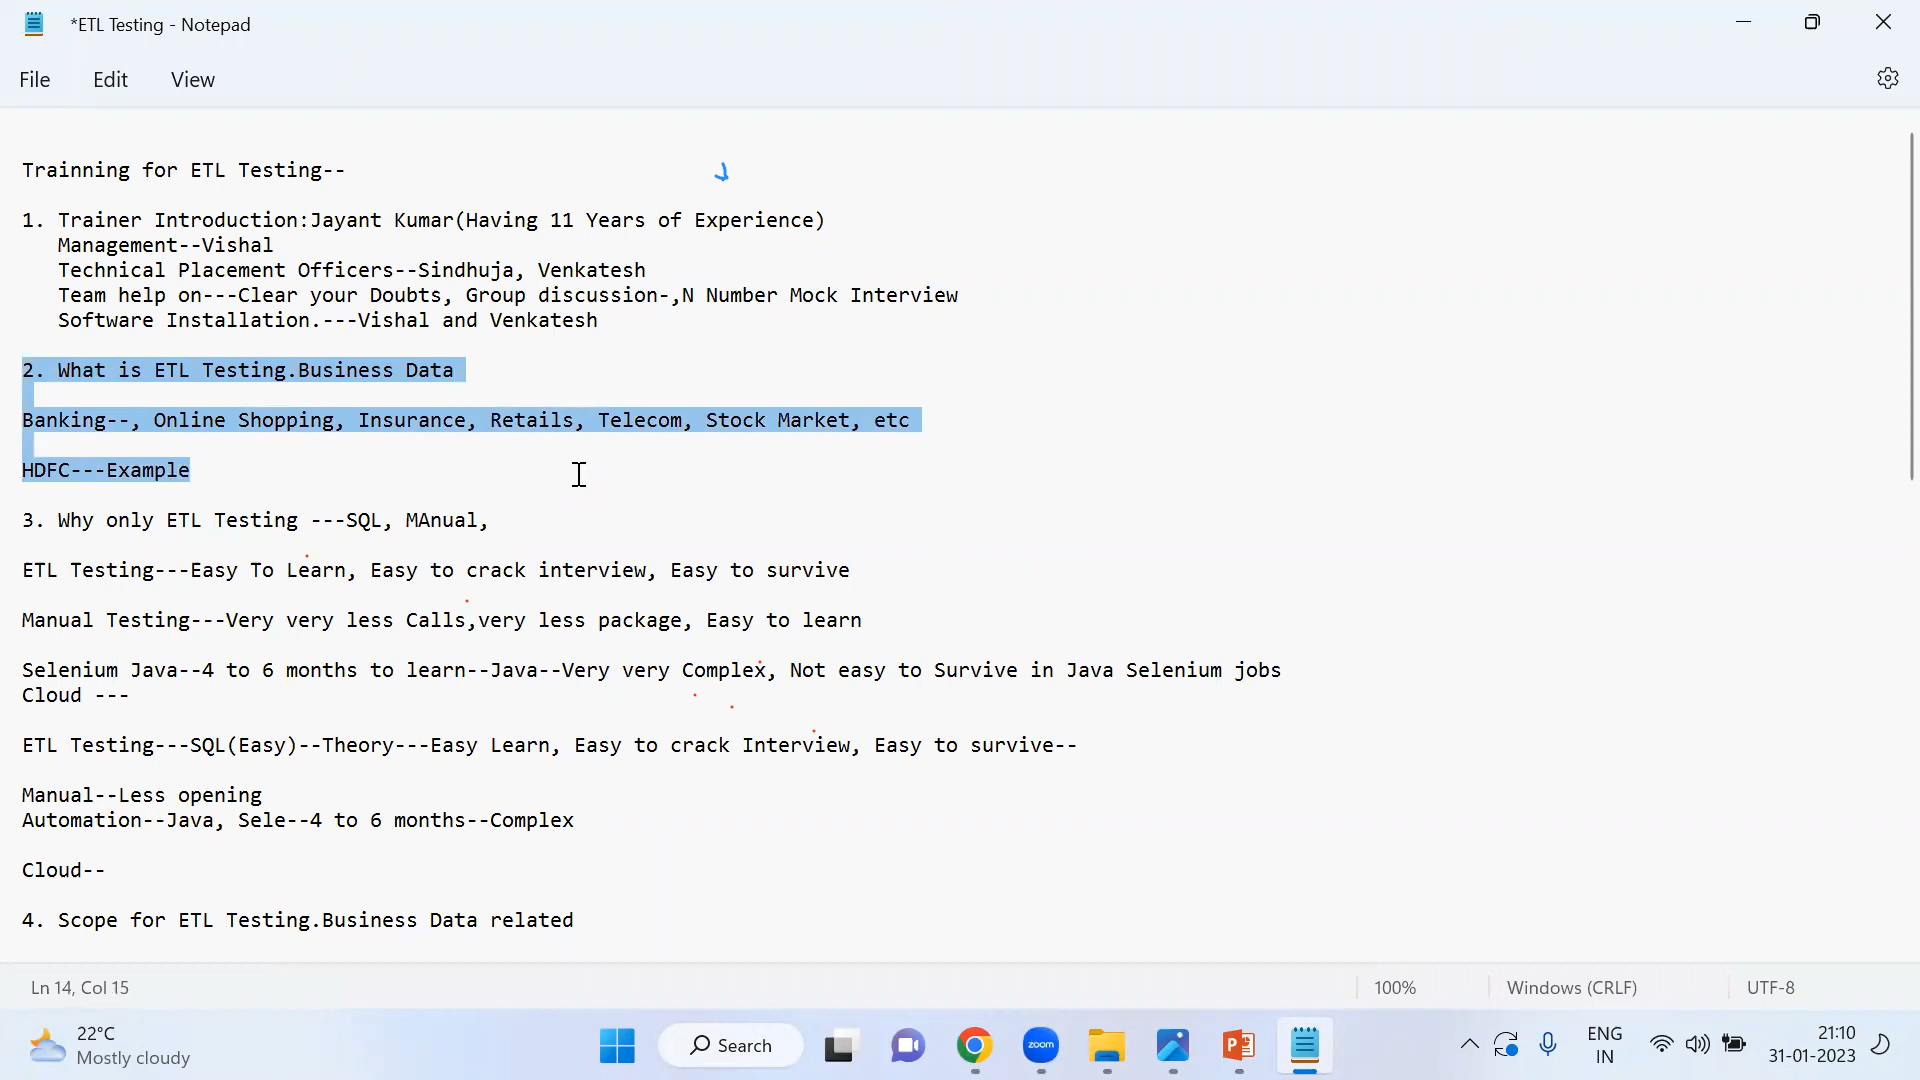 *ETL Testing - Notepad
File Edit View
Trainning for ETL Testing--
1. Trainer Introduction:Jayant Kumar(Having 11 Years of Experience)
Management--Vishal
Technical Placement Officers--Sindhuja, Venkatesh
Team help on---Clear your Doubts, Group discussion-,N Number Mock Interview
Software Installation.---Vishal and Venkatesh
2. What is ETL Testing.Business Data
Banking--, Online Shopping, Insurance, Retails, Telecom, Stock Market, etc
HDFC---Example
3. Why only ETL Testing ---SQL, MAnual,
ETL Testing---Easy To Learn, Easy to crack interview, Easy to survive
Manual Testing---Very very less Calls,very less package, Easy to learn
Selenium Java--4 to 6 months to learn--Java--Very very Complex, Not easy to Survive in Java Selenium jobs
Cloud ---
ETL Testing---SQL(Easy)--Theory---Easy Learn, Easy to crack Interview, Easy to survive--
Manual--Less opening
Automation--Java, Sele--4 to 6 months--Complex
Cloud--
4. Scope for ETL Testing.Business Data related
Ln 14, Col 15 100% Windows (CRLF) UTF-8
22°C
Mostly cloudy
Search
zoom
ENG
IN
21:10
31-01-2023